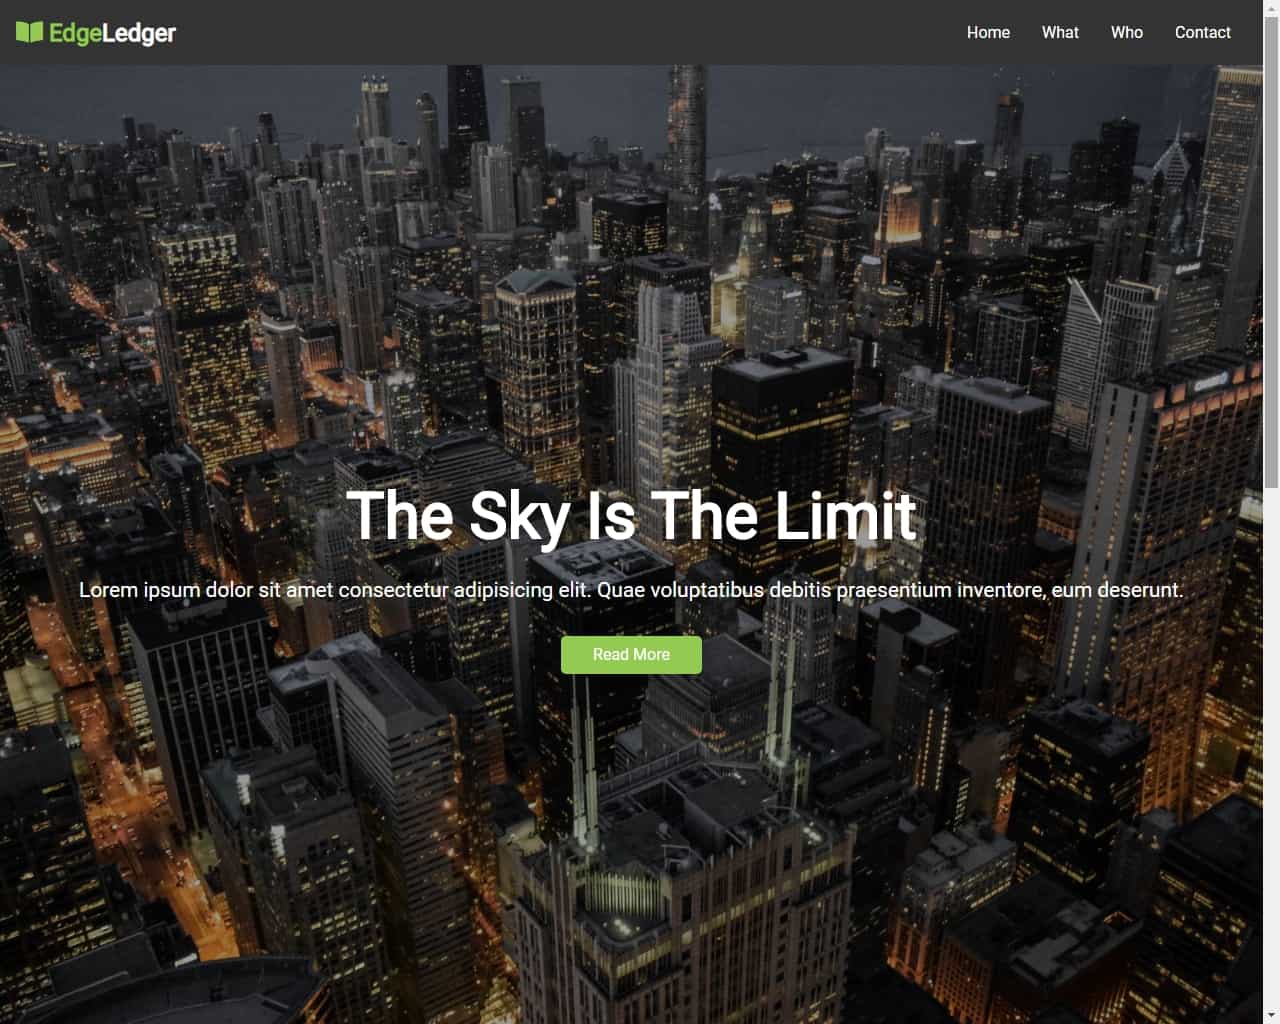 EdgeLedger
Home What Who Contact
The Sky Is The Limit
Lorem ipsum dolor sit amet consectetur adipisicing elit. Quae voluptatibus debitis praesentium inventore, eum deserunt.
Read More